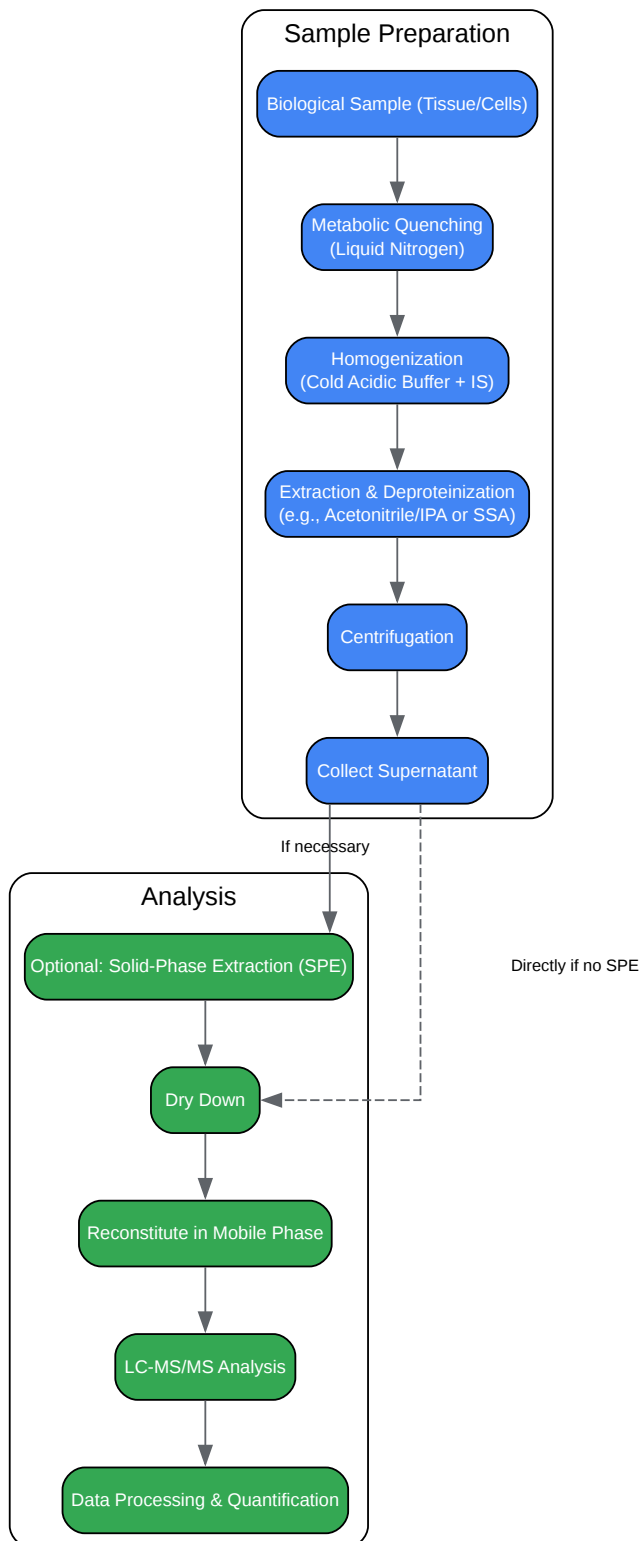 Sample Preparation
Biological Sample (Tissue/Cells)
Metabolic Quenching
(Liquid Nitrogen)
Homogenization
(Cold Acidic Buffer + IS)
Extraction & Deproteinization
(e.g., Acetonitrile/IPA or SSA)
Centrifugation
Collect Supernatant
If necessary
Analysis
Optional: Solid-Phase Extraction (SPE)
Directly if no SPE
Dry Down
Reconstitute in Mobile Phase
LC-MS/MS Analysis
Data Processing & Quantification